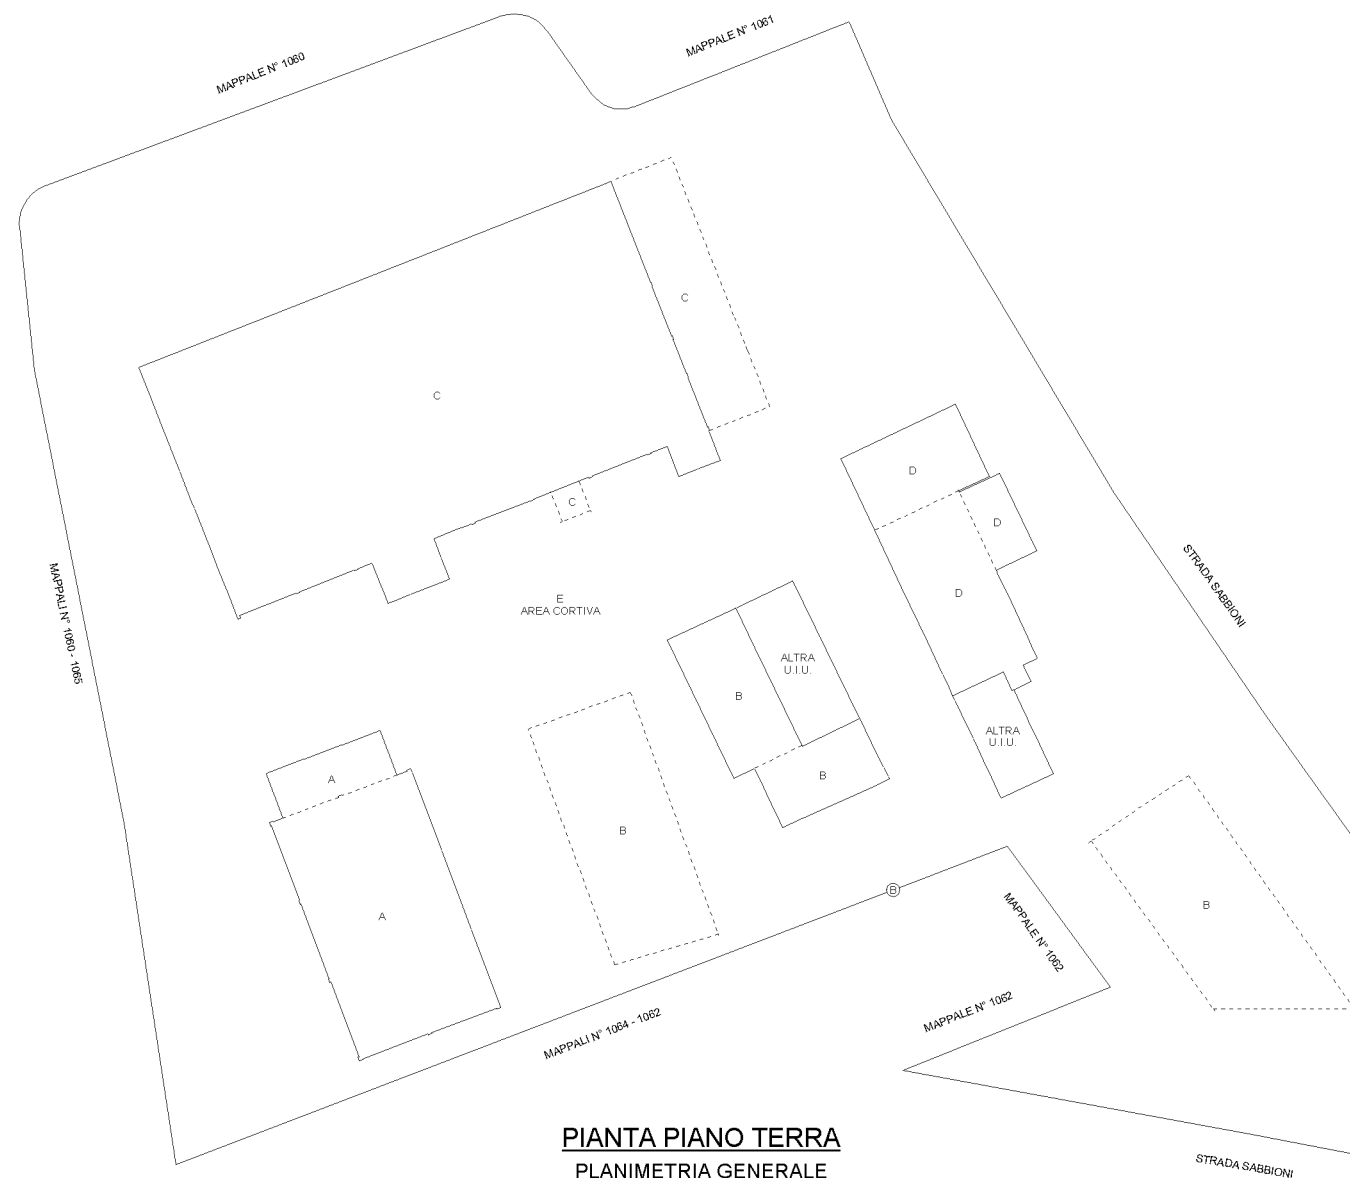 MAPPALE N° 1061
MAPPALE N° 1060
C
C
D
C
D
STRADA SABBIONI
D
E
AREA CORTIVA
MAPPALI N° 1060 - 1065
ALTRA
U.I.U.
B
ALTRA
U.I.U.
A
B
B
B
B
A
MAPPALE N° 1062
MAPPALE N° 1062
MAPPALI N° 1064 - 1062
PIANTA PIANO TERRA
PLANIMETRIA GENERALE
STRADA SABBIONI